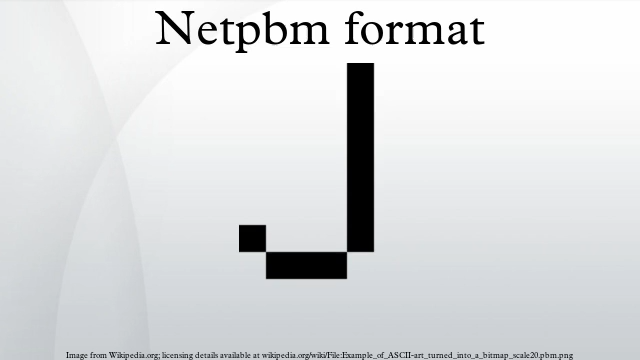 Netpbm format
J
Image from Wikipedia.org; licensing details available at wikipedia.org/wiki/File:Example_of_ASCII-art_turned_into_a_bitmap_scale20.pbm.png